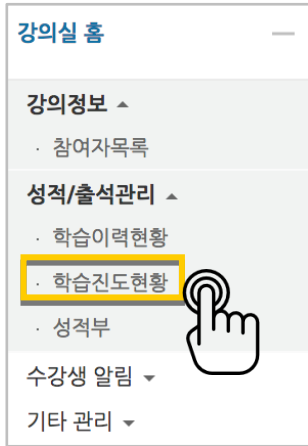 강의실 홈
강의정보
· 참여자목록
성적/출석관리
· 학습이력현황
· 학습진도현황
· 성적부
수강생 알림
기타 관리